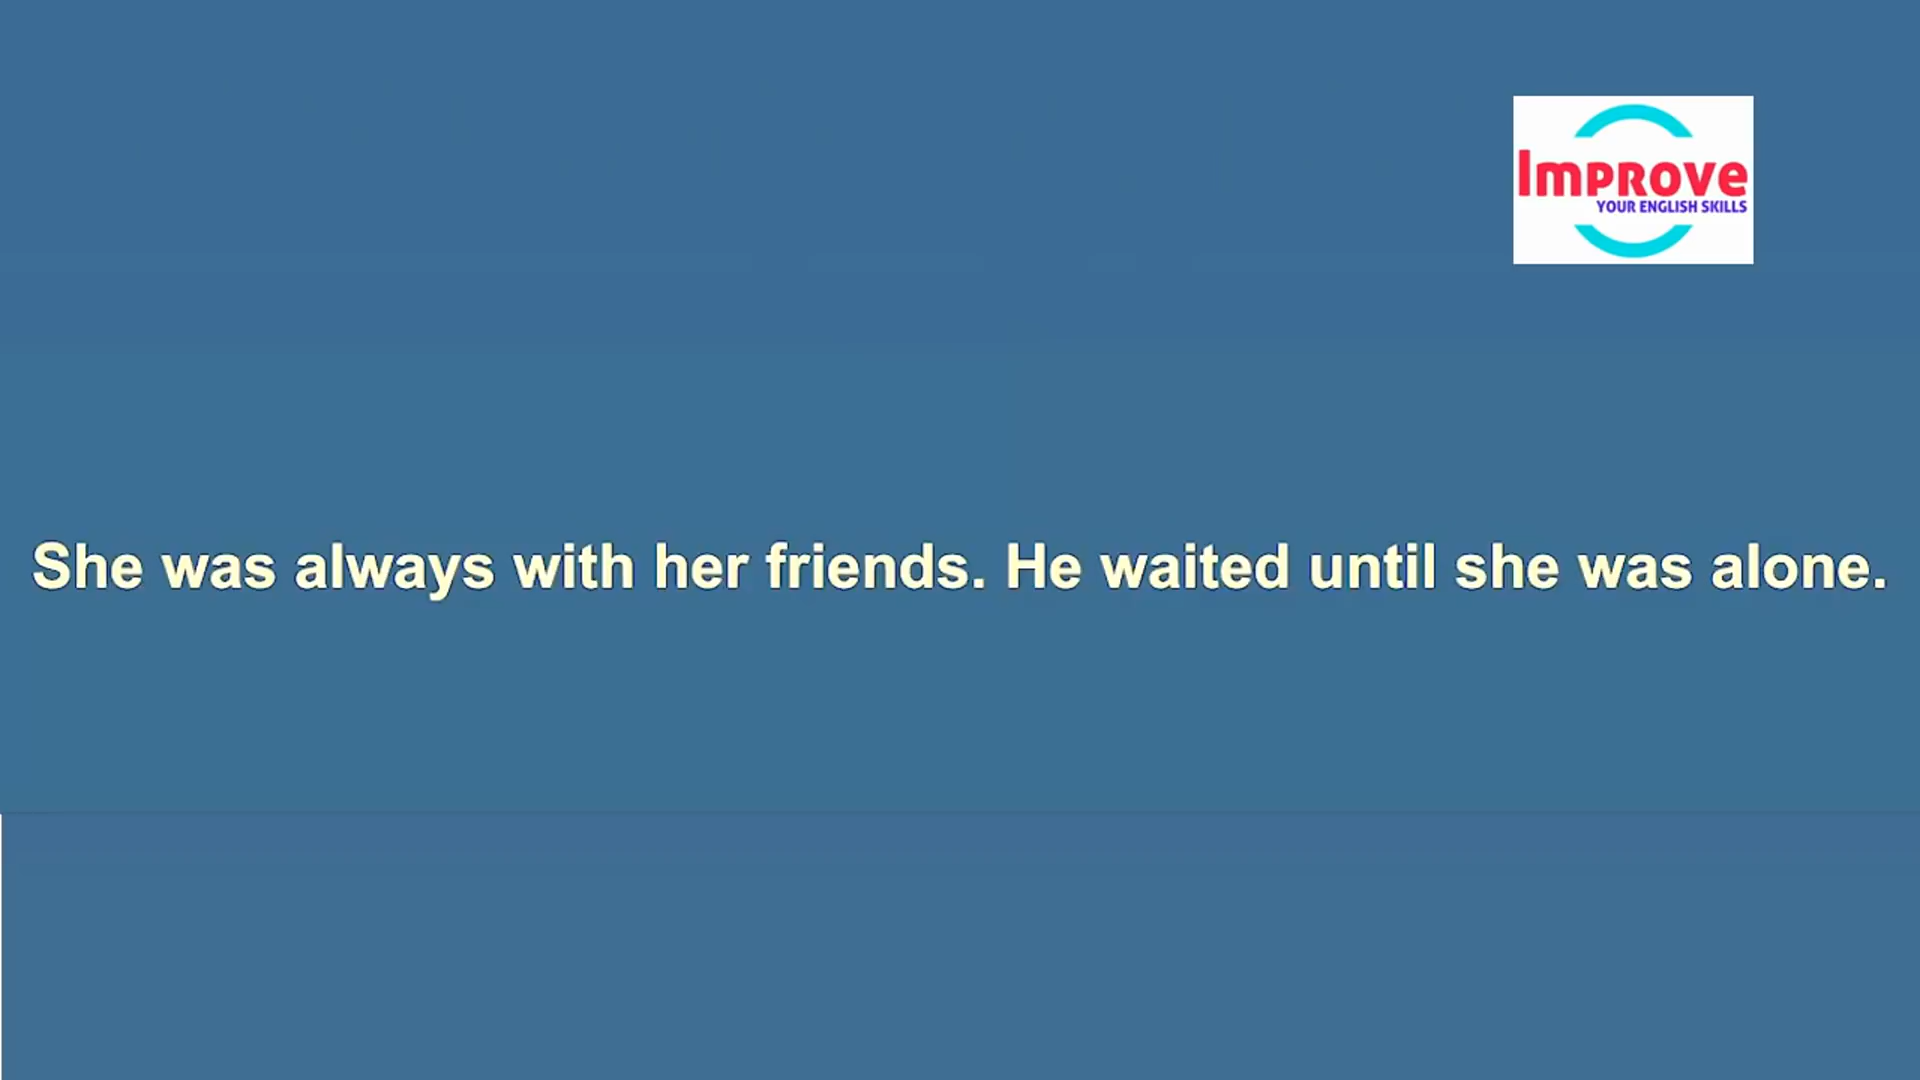 Improve
YOUR ENGLISH SKILLS
She was always with her friends. He waited until she was alone.